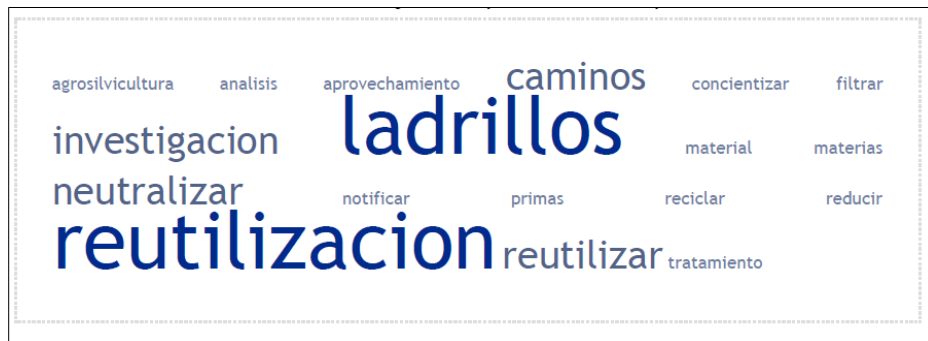 agrosilvicultura analisis aprovechamiento caminos concientizar filtrar
investigacion ladrillos material materias
neutralizar notificar primas reciclar reducir
reutilizacion reutilizar tratamiento